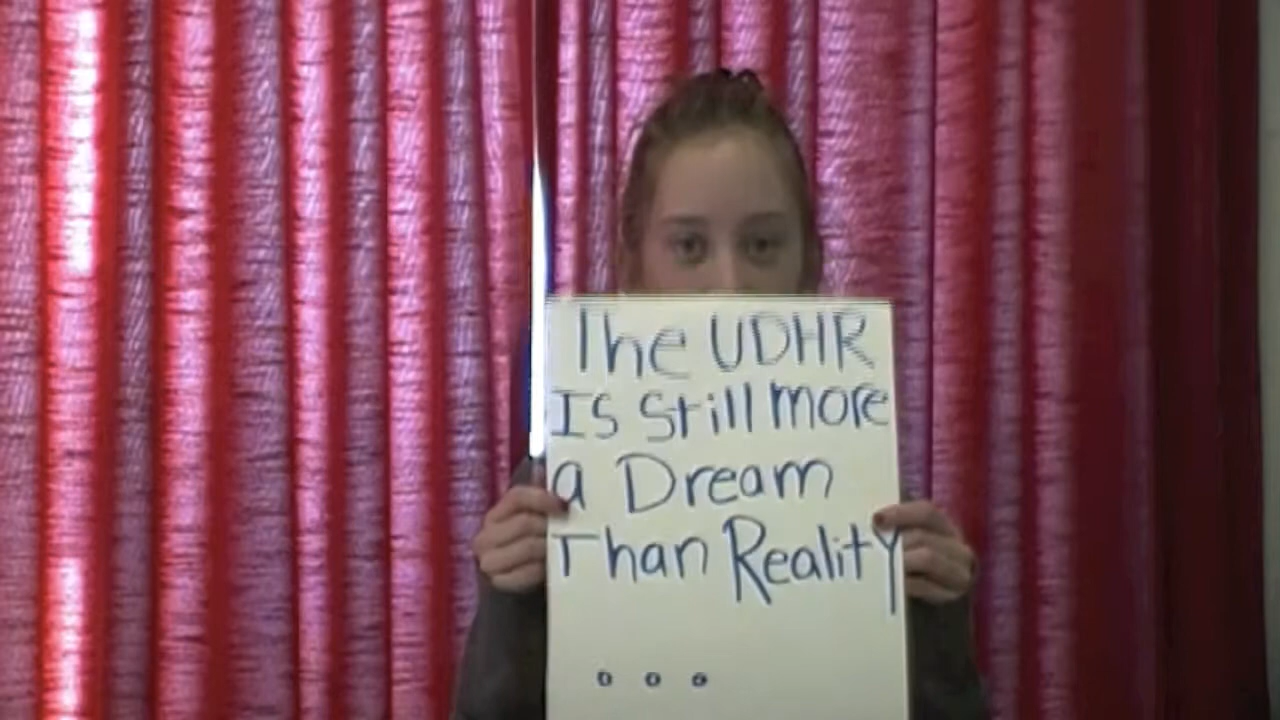 The UDHR
Is Still more
a Dream
Than Reality
...